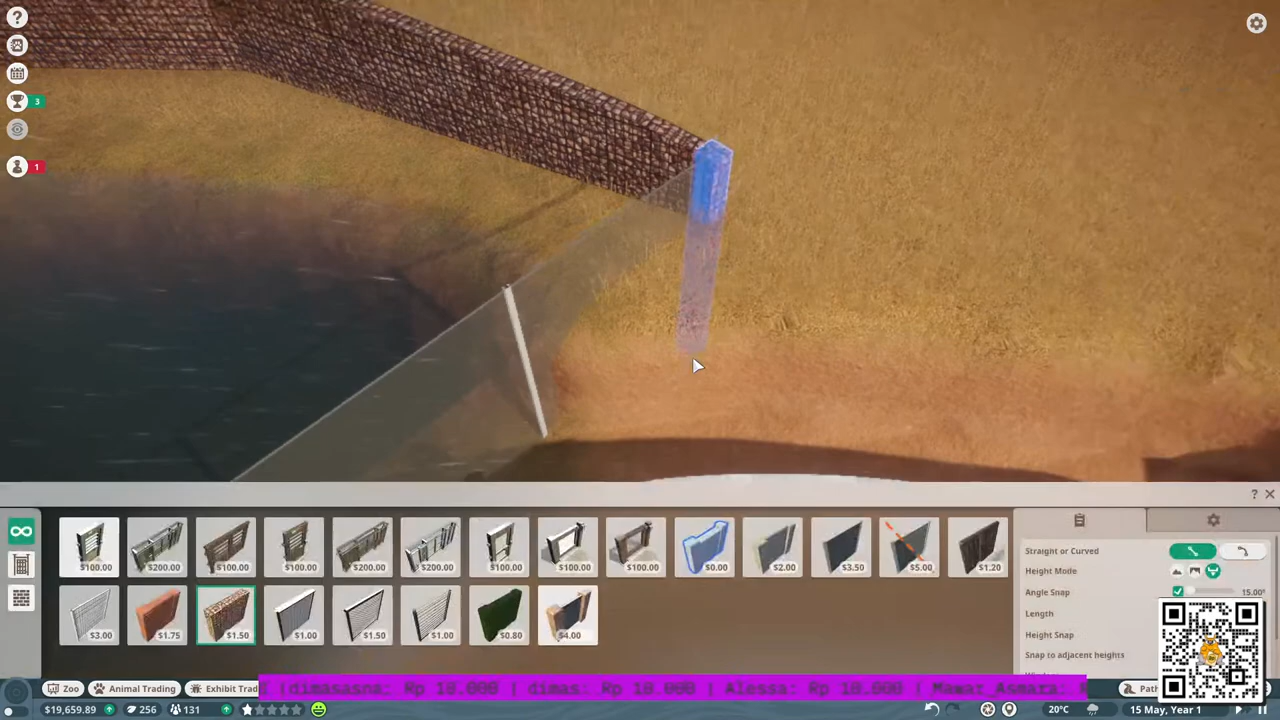 3
1
?
$100.00
$200.00
$100.00
$100.00
$200.00
$200.00
$100.00
$100.00
$100.00
$0.00
$2.00
$3.50
$5.00
$1.20
$3.00
$1.75
$1.50
$1.00
$1.50
$1.00
$0.80
$4.00
Straight or Curved
Height Mode
Angle Snap
15.00°
Length
Height Snap
Snap to adjacent heights
Zoo
Animal Trading
Exhibit Trad
dimasasna: Rp 10.000 | dimas: Rp 10.000 | Alessa: Rp 10.000 | Mawar_Asmara:
Path
$19,659.89
256
131
20°C
15 May, Year 1